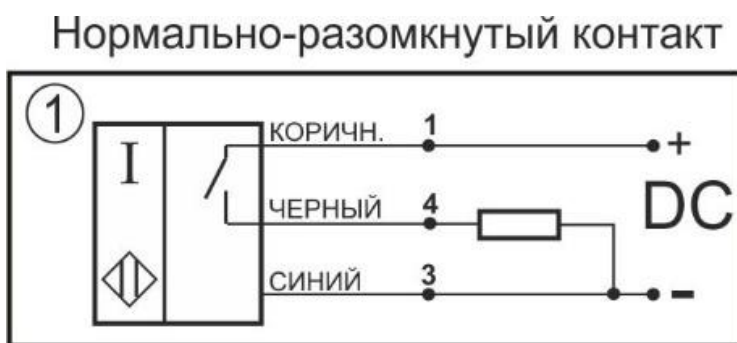 Нормально-разомкнутый контакт
1
КОРИЧН. 1 +
I
ЧЕРНЫЙ 4 DC
СИНИЙ 3 -